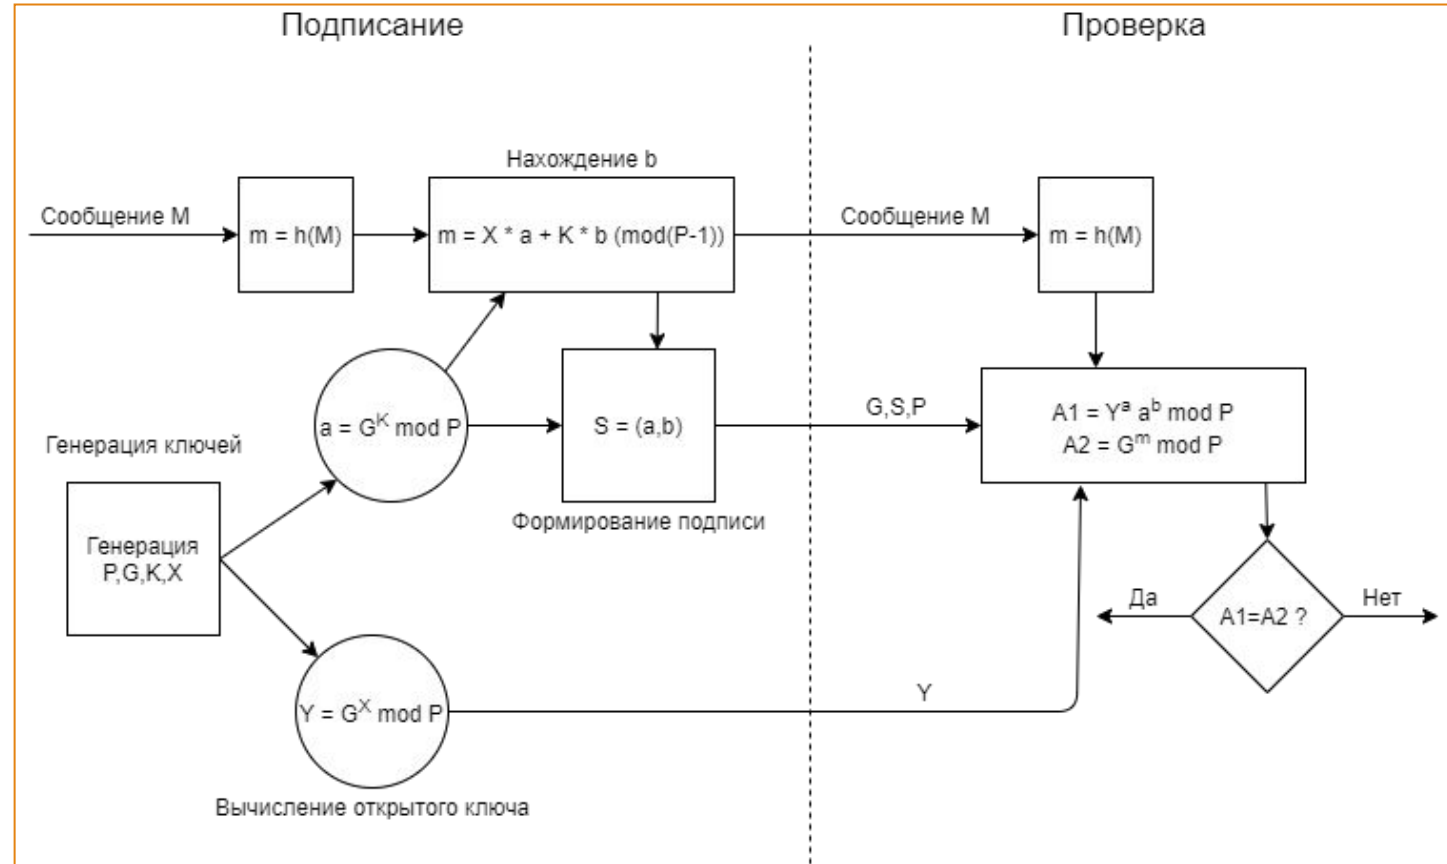 Подписание
Проверка
Нахождение b
Сообщение M
m = h(M)
m = X * a + K * b (mod(P-1))
Сообщение M
m = h(M)
a = G^K mod P
S = (a,b)
G,S,P
A1 = Y^a a^b mod P
A2 = G^m mod P
Генерация ключей
Формирование подписи
Генерация
P,G,K,X
Да
A1=A2 ?
Нет
Y = G^X mod P
Y
Вычисление открытого ключа